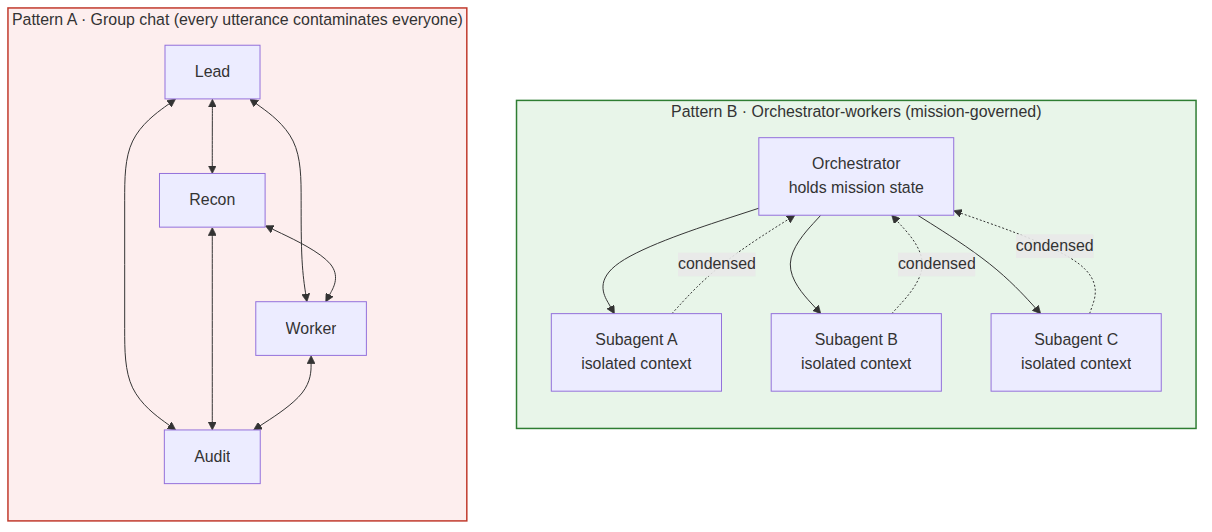 Pattern A · Group chat (every utterance contaminates everyone)
Lead
Recon
Worker
Audit
Pattern B · Orchestrator-workers (mission-governed)
Orchestrator
holds mission state
condensed
condensed
condensed
Subagent A
isolated context
Subagent B
isolated context
Subagent C
isolated context